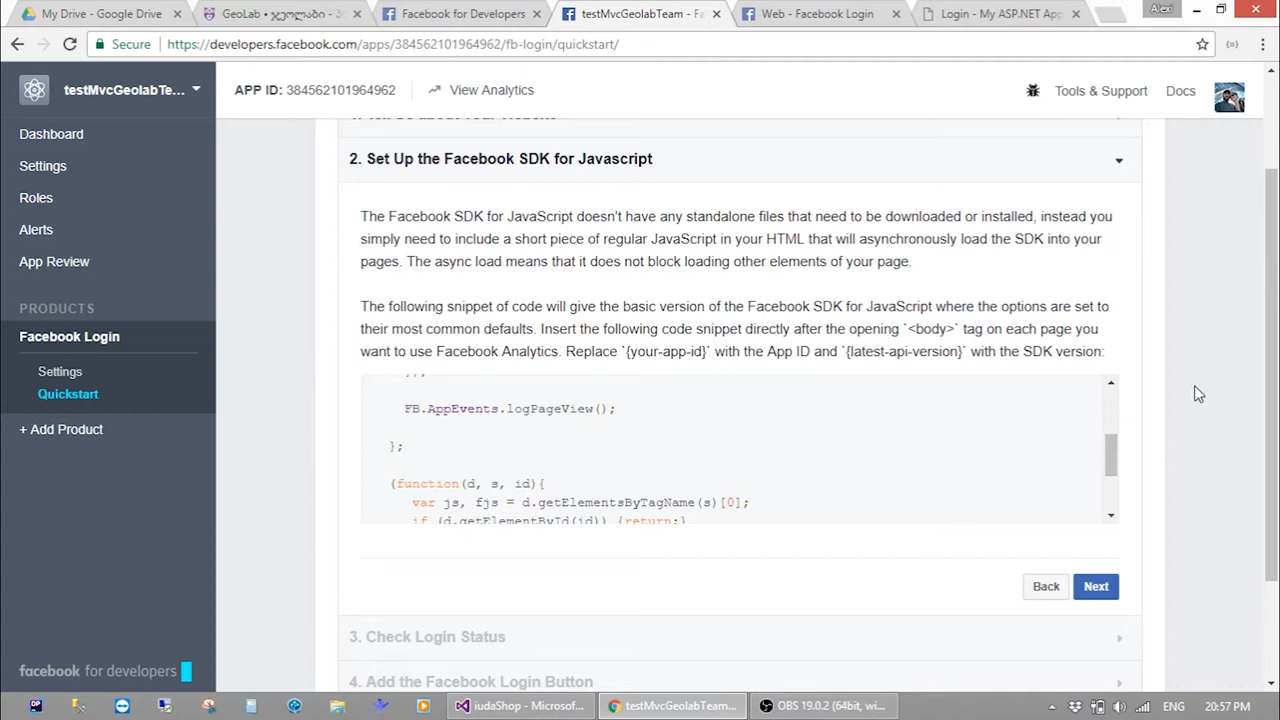 My Drive - Google Drive
GeoLab • ჯეოლაბი - 
Facebook for Developers
testMvcGeolabTeam - Fa
Web - Facebook Login
Login - My ASP.NET App
Alexi
Secure
https://developers.facebook.com/apps/384562101964962/fb-login/quickstart/
testMvcGeolabTe...
APP ID: 384562101964962
View Analytics
Tools & Support
Docs
Dashboard
Settings
Roles
Alerts
App Review
PRODUCTS
Facebook Login
Settings
Quickstart
+ Add Product
facebook for developers
2. Set Up the Facebook SDK for Javascript
The Facebook SDK for JavaScript doesn't have any standalone files that need to be downloaded or installed, instead you
simply need to include a short piece of regular JavaScript in your HTML that will asynchronously load the SDK into your
pages. The async load means that it does not block loading other elements of your page.
The following snippet of code will give the basic version of the Facebook SDK for JavaScript where the options are set to
their most common defaults. Insert the following code snippet directly after the opening `<body>` tag on each page you
want to use Facebook Analytics. Replace `{your-app-id}` with the App ID and `{latest-api-version}` with the SDK version:
});
FB.AppEvents.logPageView();
};
(function(d, s, id){
var js, fjs = d.getElementsByTagName(s)[0];
if (d.getElementById(id)) {return;}
Back
Next
3. Check Login Status
4. Add the Facebook Login Button
iudaShop - Microsof...
testMvcGeolabTeam...
OBS 19.0.2 (64bit, wi...
ENG
20:57 PM